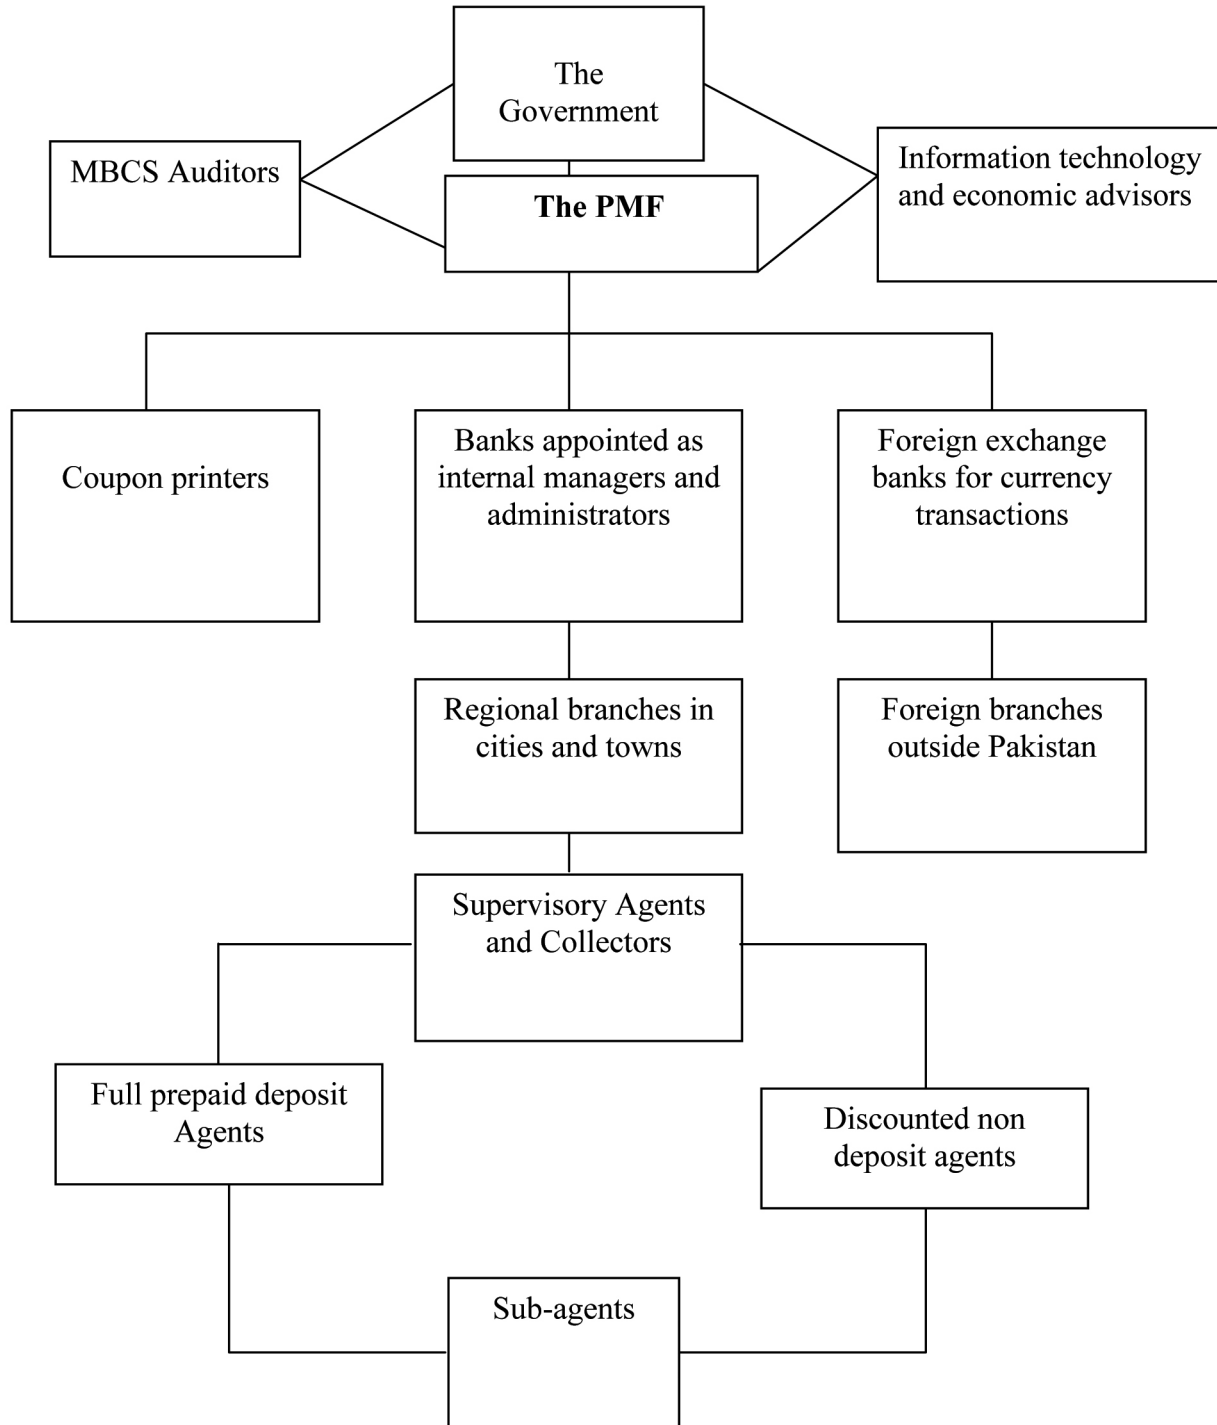 The
Government
MBCS Auditors
Information technology
and economic advisors
The PMF
Coupon printers
Banks appointed as
internal managers and
administrators
Foreign exchange
banks for currency
transactions
Regional branches in
cities and towns
Foreign branches
outside Pakistan
Supervisory Agents
and Collectors
Full prepaid deposit
Agents
Discounted non
deposit agents
Sub-agents